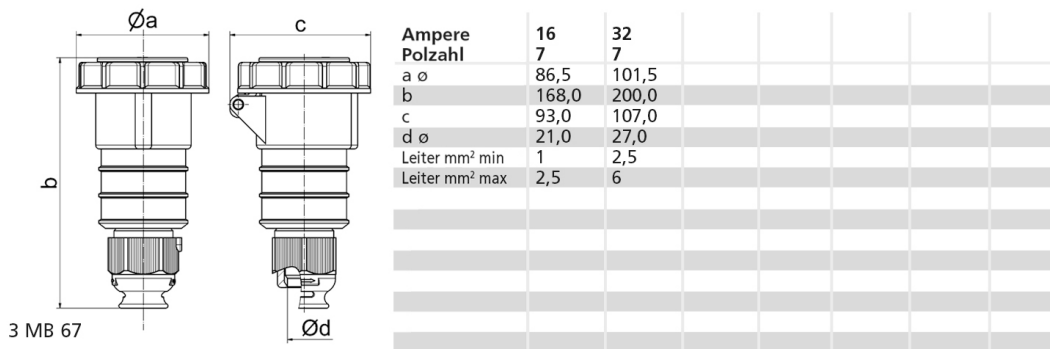 Øa
c
b
Ød
3 MB 67
Ampere 16 32
Polzahl 7 7
a ø 86,5 101,5
b 168,0 200,0
c 93,0 107,0
d ø 21,0 27,0
Leiter mm² min 1 2,5
Leiter mm² max 2,5 6